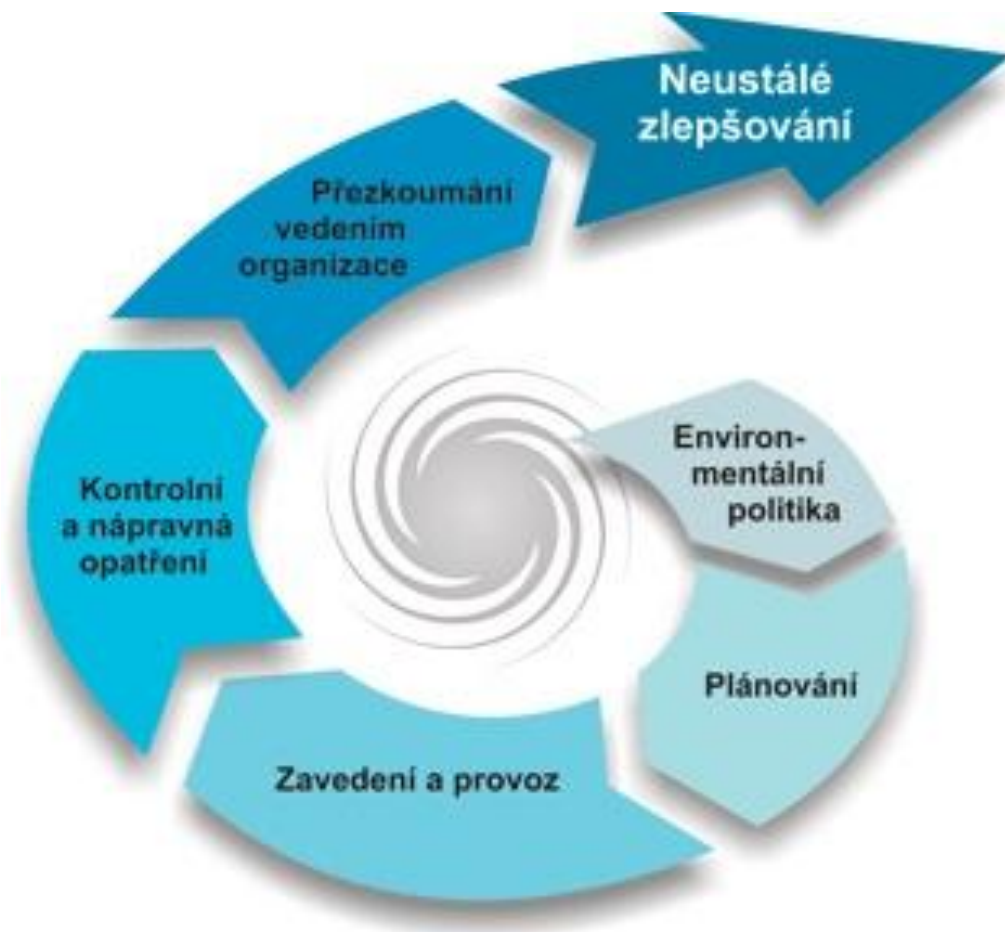 Neustálé
zlepšování
Přezkoumání
vedením
organizace
Environ-
mentální
politika
Kontrolní
a nápravná
opatření
Plánování
Zavedení a provoz